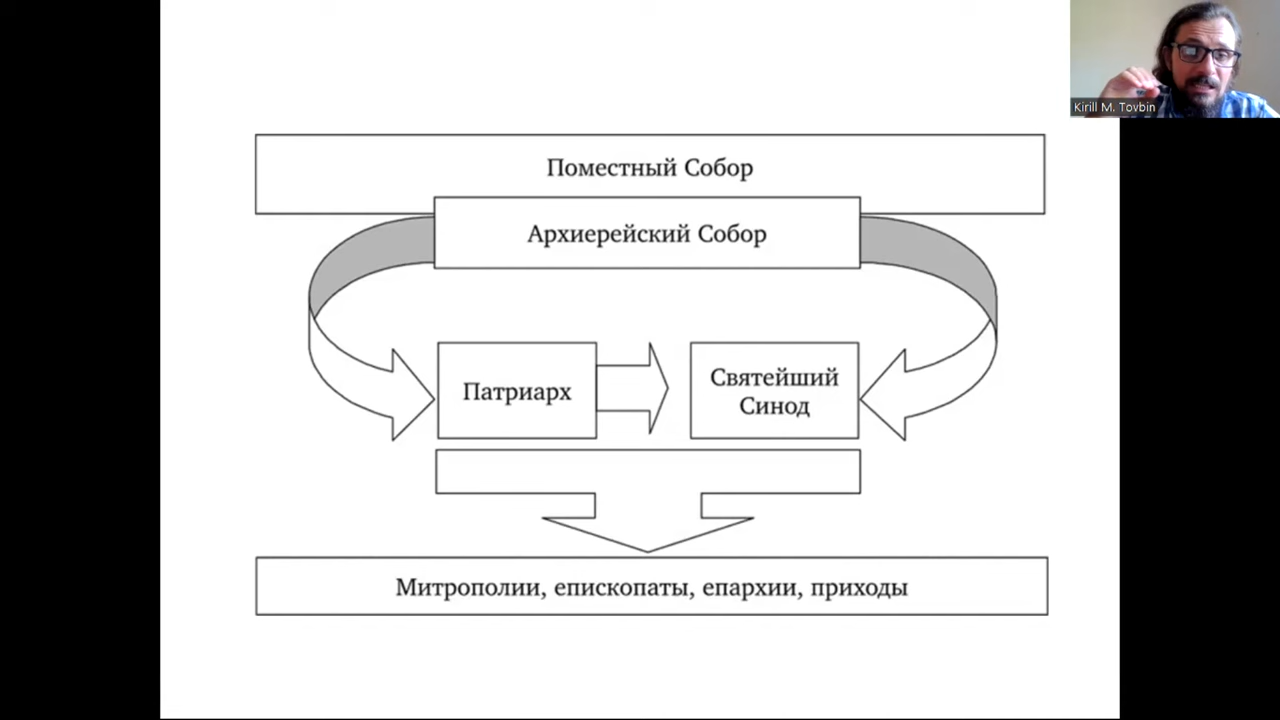 Kirill M. Tovbin
Поместный Собор
Архиерейский Собор
Патриарх
Святейший
Синод
Митрополии, епископаты, епархии, приходы